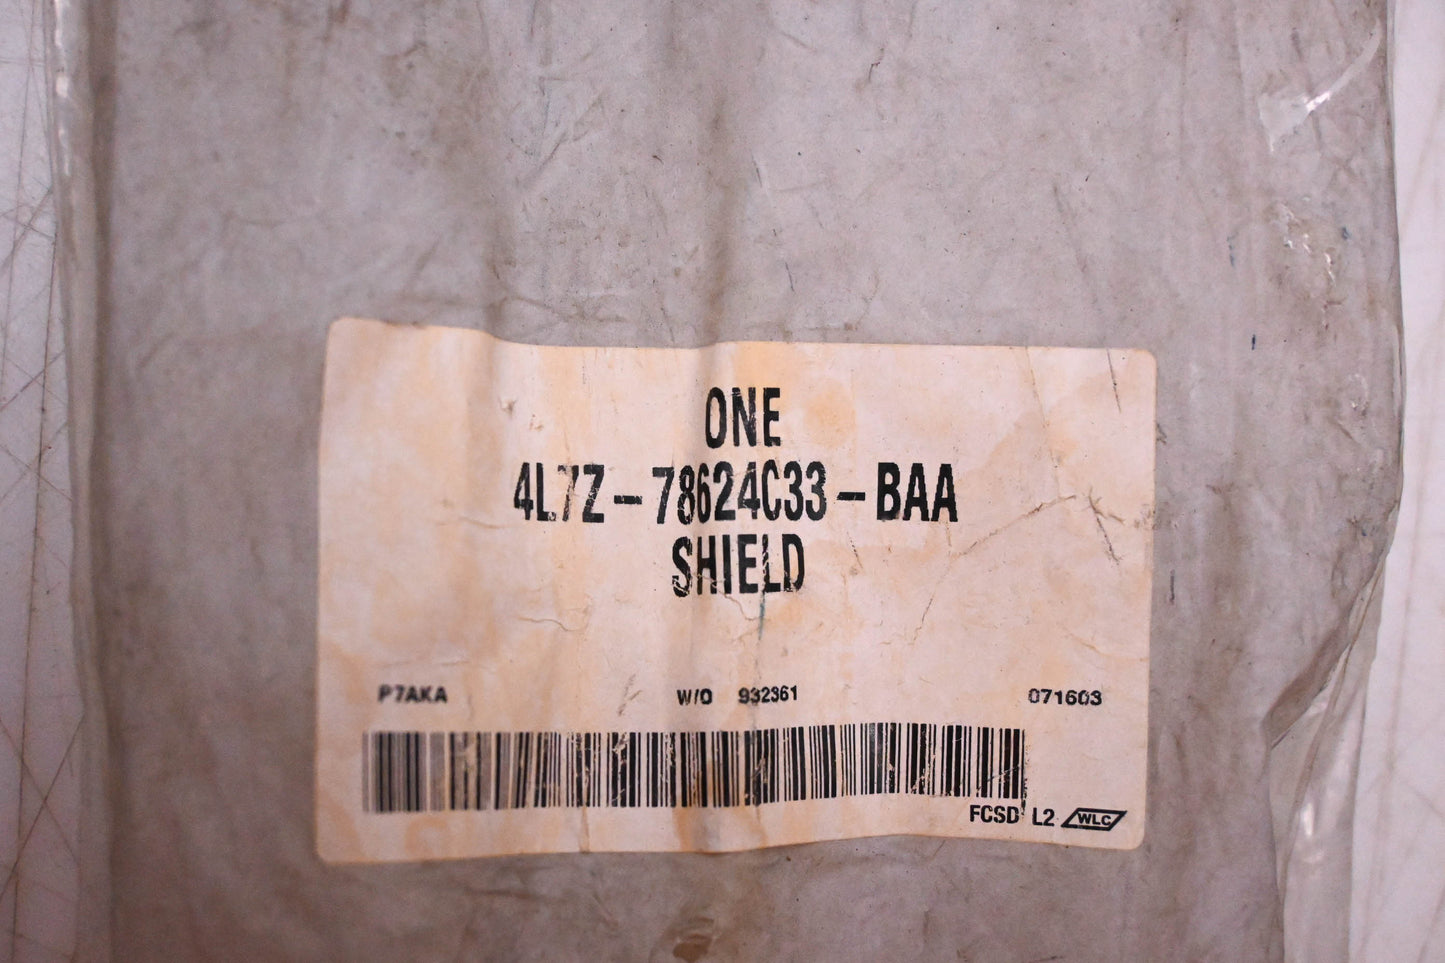 ONE
4L7Z-78624C33-BAA
SHIELD
P7AKA W/O 932361 071603
FCSD L2 WLC